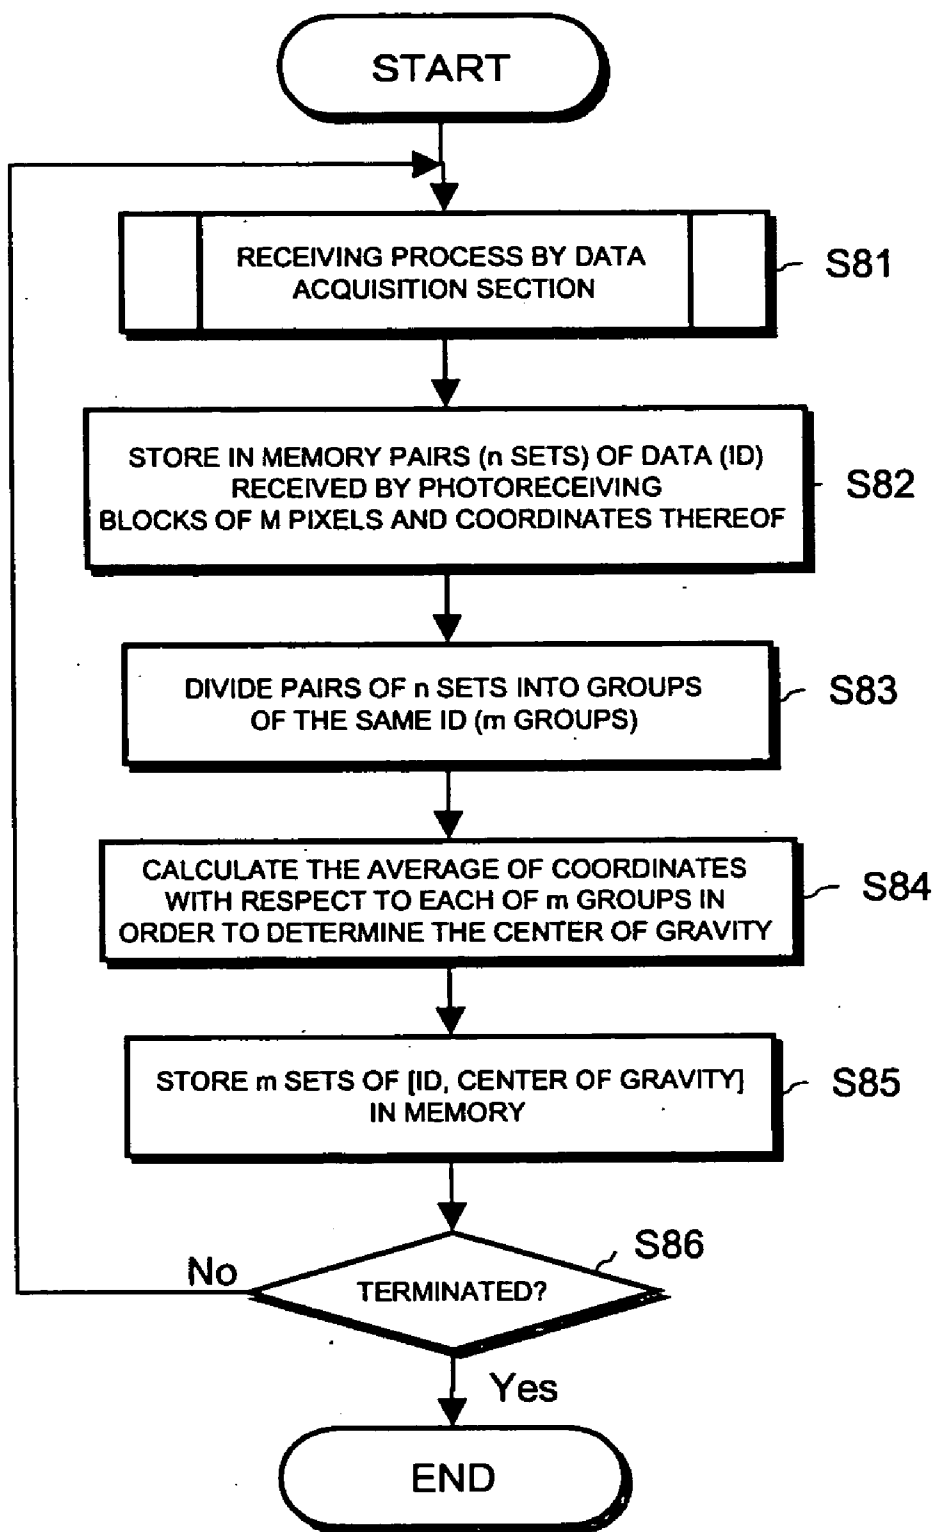 START
RECEIVING PROCESS BY DATA
ACQUISITION SECTION
S81
STORE IN MEMORY PAIRS (n SETS) OF DATA (ID)
RECEIVED BY PHOTORECEIVING
BLOCKS OF M PIXELS AND COORDINATES THEREOF
S82
DIVIDE PAIRS OF n SETS INTO GROUPS
OF THE SAME ID (m GROUPS)
S83
CALCULATE THE AVERAGE OF COORDINATES
WITH RESPECT TO EACH OF m GROUPS IN
ORDER TO DETERMINE THE CENTER OF GRAVITY
S84
STORE m SETS OF [ID, CENTER OF GRAVITY]
IN MEMORY
S85
S86
No
TERMINATED?
Yes
END